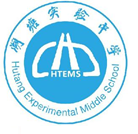 湖塘实验中学
HTEMS
Hutang Experimental Middle School